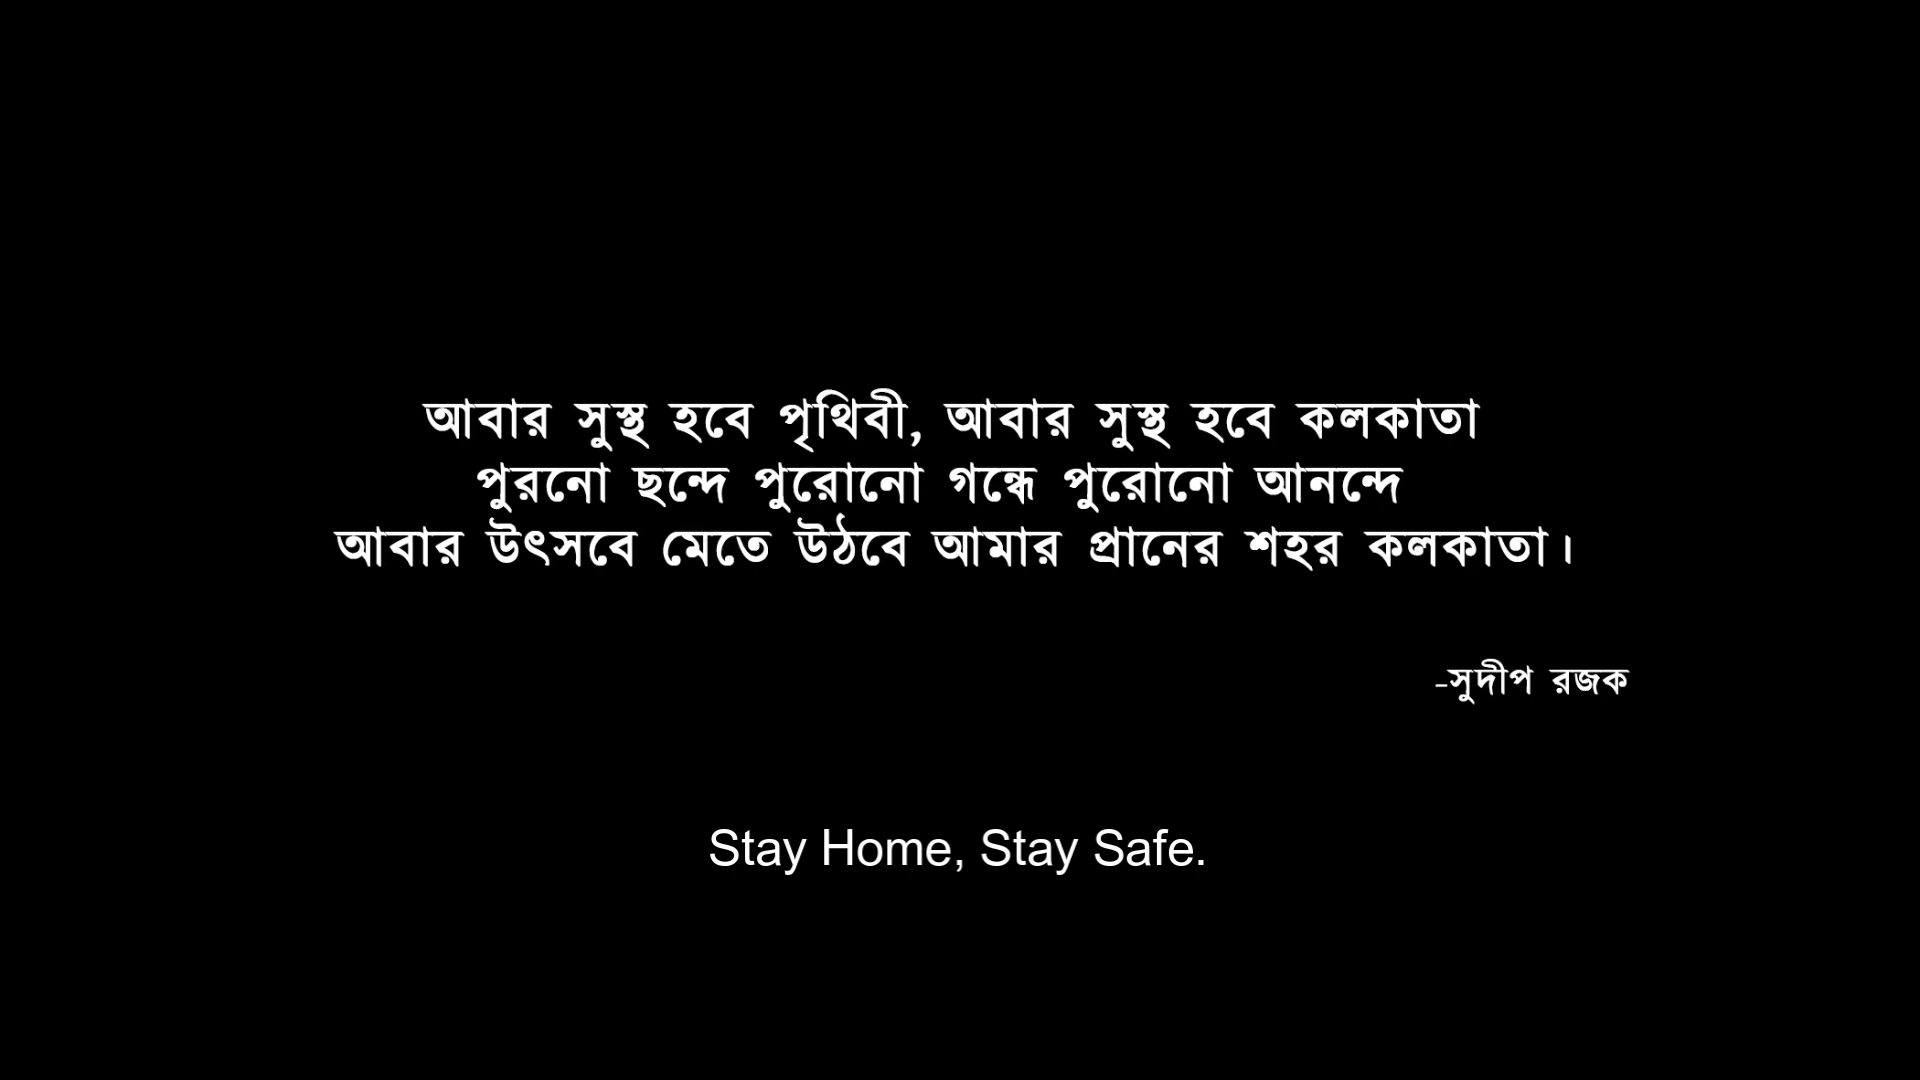 আবার সুস্থ হবে পৃথিবী, আবার সুস্থ হবে কলকাতা
পুরনো ছন্দে পুরোনো গন্ধে পুরোনো আনন্দে
আবার উৎসবে মেতে উঠবে আমার প্রানের শহর কলকাতা।
-সুদীপ রজক
Stay Home, Stay Safe.